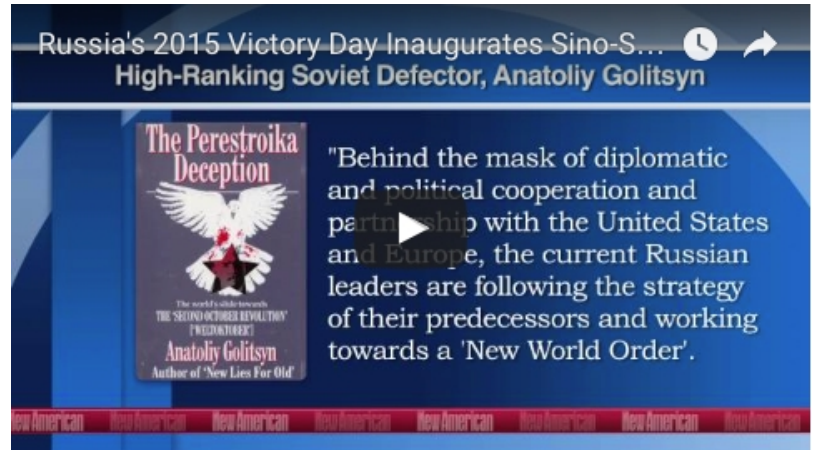 Russia's 2015 Victory Day Inaugurates Sino-S...
High-Ranking Soviet Defector, Anatoliy Golitsyn
The Perestroika
Deception
The world's slide towards
THE 'SECOND OCTOBER REVOLUTION'
['WELTOKTOBER']
Anatoliy Golitsyn
Author of 'New Lies For Old'
"Behind the mask of diplomatic
and political cooperation and
partnership with the United States
and Europe, the current Russian
leaders are following the strategy
of their predecessors and working
towards a 'New World Order'.
New American New American New American New American New American New American New American New American